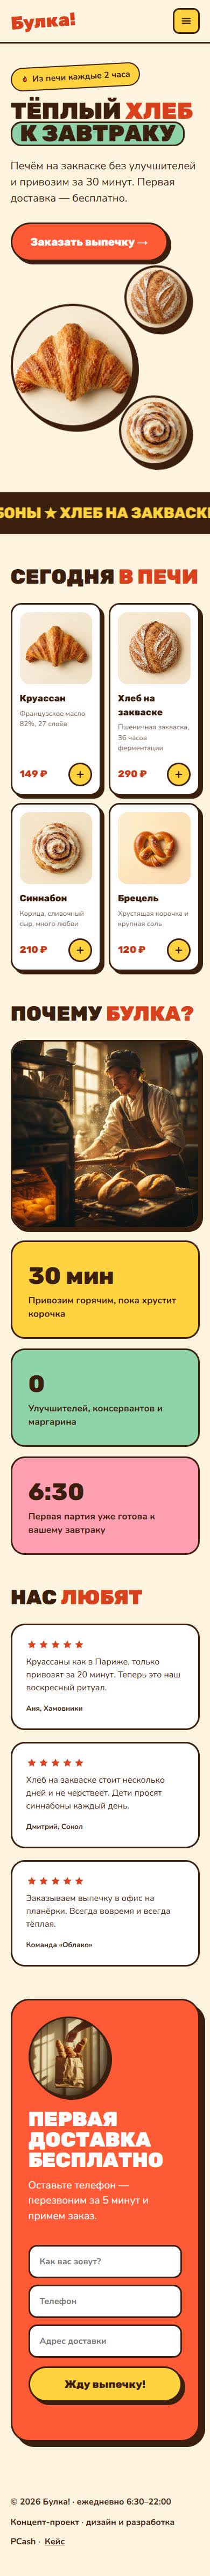 Булка!
Из печи каждые 2 часа
ТЁПЛЫЙ ХЛЕБ
К ЗАВТРАКУ
Печём на закваске без улучшителей
и привозим за 30 минут. Первая
доставка — бесплатно.
Заказать выпечку →
БОНЫ ★ ХЛЕБ НА ЗАКВАСКЕ
СЕГОДНЯ В ПЕЧИ
Круассан
Французское масло
82%, 27 слоёв
149 ₽
+
Хлеб на
закваске
Пшеничная закваска,
36 часов
ферментации
290 ₽
+
Синнабон
Корица, сливочный
сыр, много любви
210 ₽
+
Брецель
Хрустящая корочка и
крупная соль
120 ₽
+
ПОЧЕМУ БУЛКА?
30 мин
Привозим горячим, пока хрустит
корочка
0
Улучшителей, консервантов и
маргарина
6:30
Первая партия уже готова к
вашему завтраку
НАС ЛЮБЯТ
★ ★ ★ ★ ★
Круассаны как в Париже, только
привозят за 20 минут. Теперь это наш
воскресный ритуал.
Аня, Хамовники
★ ★ ★ ★ ★
Хлеб на закваске стоит несколько
дней и не черствеет. Дети просят
синнабоны каждый день.
Дмитрий, Сокол
★ ★ ★ ★ ★
Заказываем выпечку в офис на
планёрки. Всегда вовремя и всегда
тёплая.
Команда «Облако»
ПЕРВАЯ
ДОСТАВКА
БЕСПЛАТНО
Оставьте телефон —
перезвоним за 5 минут и
примем заказ.
Как вас зовут?
Телефон
Адрес доставки
Жду выпечку!
© 2026 Булка! · ежедневно 6:30–22:00
Концепт-проект · дизайн и разработка
PCash · Кейс